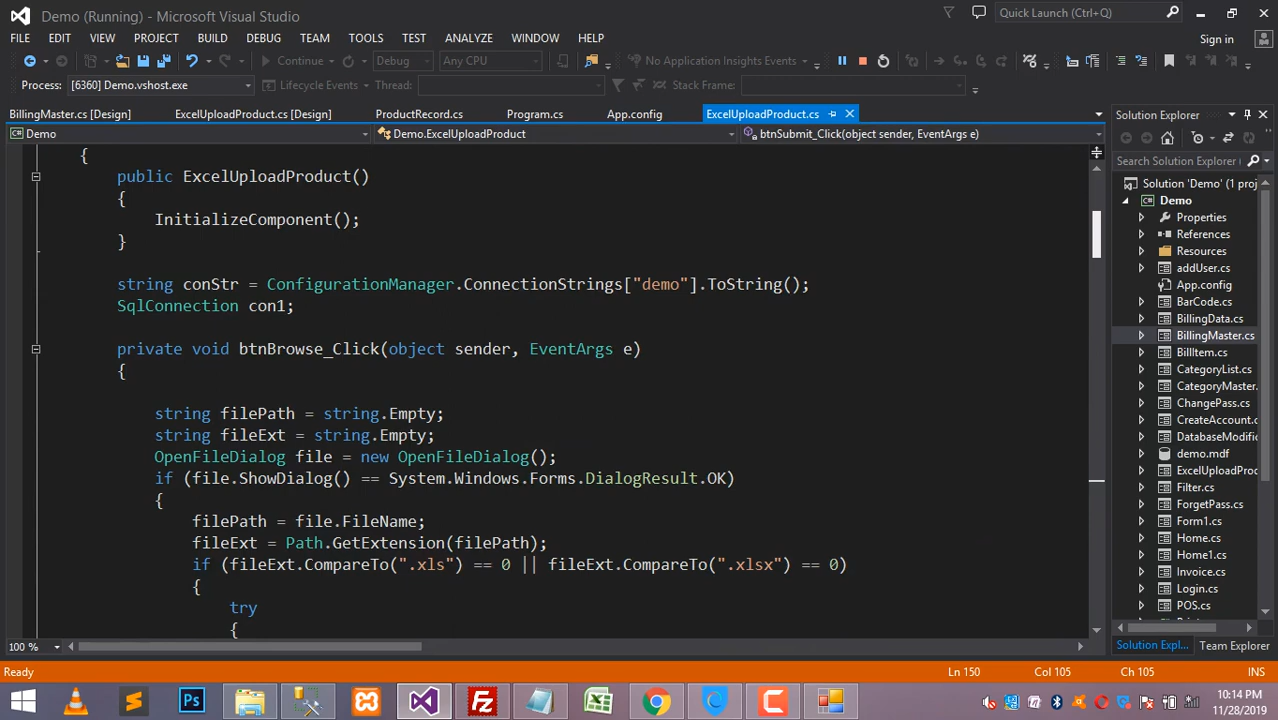 Demo (Running) - Microsoft Visual Studio
Quick Launch (Ctrl+Q)
FILE EDIT VIEW PROJECT BUILD DEBUG TEAM TOOLS TEST ANALYZE WINDOW HELP
Sign in
Continue Debug Any CPU No Application Insights Events
Process: [6360] Demo.vshost.exe Lifecycle Events Thread: Stack Frame:
BillingMaster.cs [Design] ExcelUploadProduct.cs [Design] ProductRecord.cs Program.cs App.config ExcelUploadProduct.cs
Demo Demo.ExcelUploadProduct btnSubmit_Click(object sender, EventArgs e)
{
public ExcelUploadProduct()
{
InitializeComponent();
}
string conStr = ConfigurationManager.ConnectionStrings["demo"].ToString();
SqlConnection con1;
private void btnBrowse_Click(object sender, EventArgs e)
{
string filePath = string.Empty;
string fileExt = string.Empty;
OpenFileDialog file = new OpenFileDialog();
if (file.ShowDialog() == System.Windows.Forms.DialogResult.OK)
{
filePath = file.FileName;
fileExt = Path.GetExtension(filePath);
if (fileExt.CompareTo(".xls") == 0 || fileExt.CompareTo(".xlsx") == 0)
{
try
{
100 %
Solution Explorer
Search Solution Explorer
Solution 'Demo' (1 proj
Demo
Properties
References
Resources
addUser.cs
App.config
BarCode.cs
BillingData.cs
BillingMaster.cs
BillItem.cs
CategoryList.cs
CategoryMaster.
ChangePass.cs
CreateAccount.c
DatabaseModific
demo.mdf
ExcelUploadProd
Filter.cs
ForgetPass.cs
Form1.cs
Home.cs
Home1.cs
Invoice.cs
Login.cs
POS.cs
Solution Expl... Team Explorer
Ready Ln 150 Col 105 Ch 105 INS
Ps
Fz
10:14 PM
11/28/2019